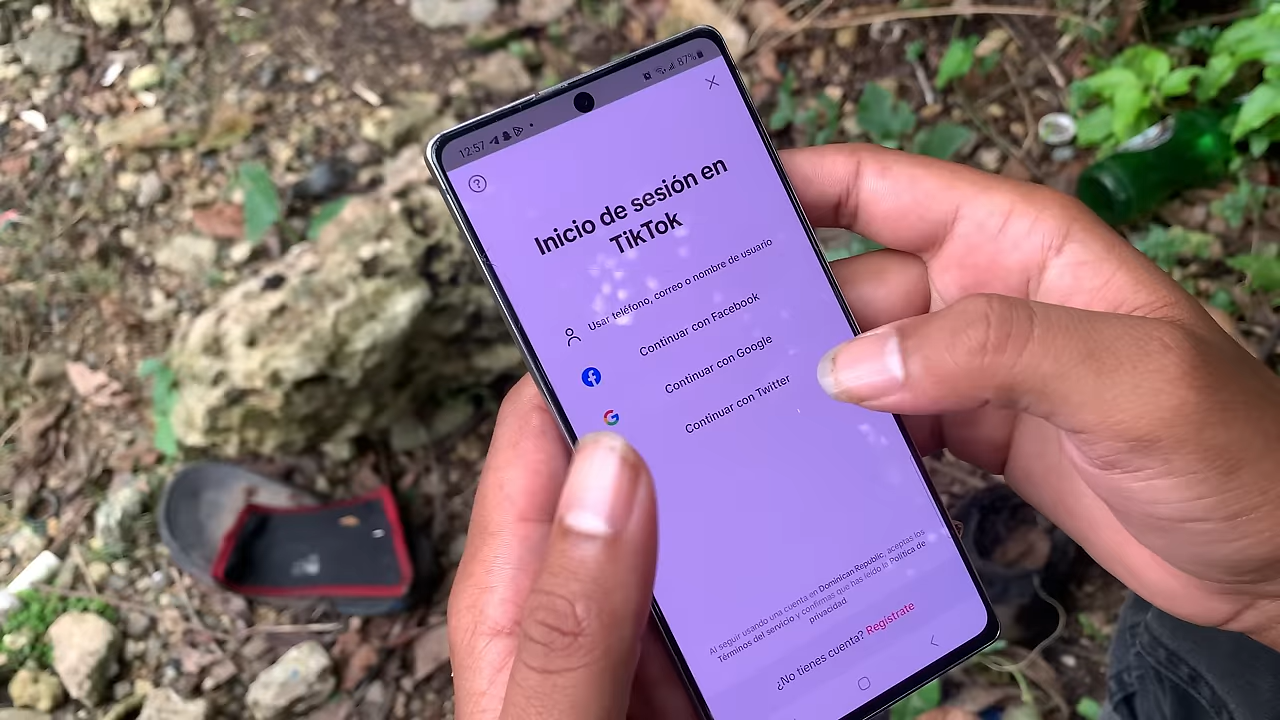 12:57
87%
Inicio de sesión en
TikTok
Usar teléfono, correo o nombre de usuario
Continuar con Facebook
Continuar con Google
Continuar con Twitter
Al seguir usando una cuenta en Dominican Republic, aceptas los
Términos del servicio y confirmas que has leído la Política de
privacidad.
¿No tienes cuenta? Regístrate